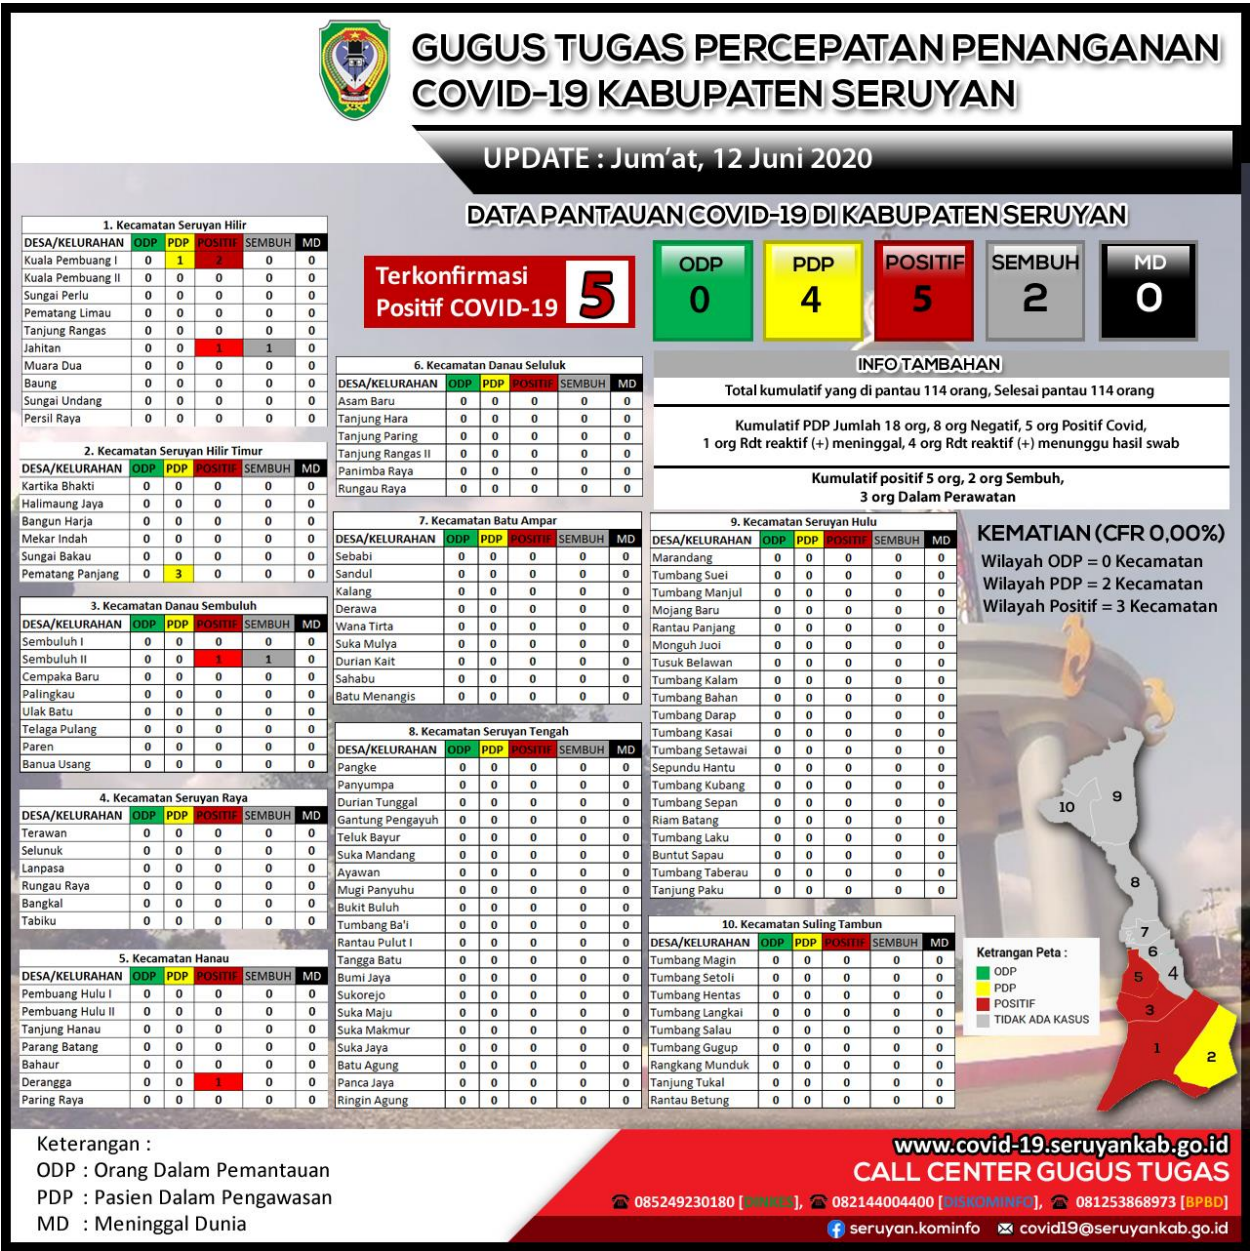 GUGUS TUGAS PERCEPATAN PENANGANAN
COVID-19 KABUPATEN SERUYAN
UPDATE : Jum'at, 12 Juni 2020
DATA PANTAUAN COVID-19 DI KABUPATEN SERUYAN
Terkonfirmasi
Positif COVID-19 5
ODP PDP POSITIF SEMBUH MD
0 4 5 2 0
INFO TAMBAHAN
Total kumulatif yang di pantau 114 orang, Selesai pantau 114 orang
Kumulatif PDP Jumlah 18 org, 8 org Negatif, 5 org Positif Covid,
1 org Rdt reaktif (+) meninggal, 4 org Rdt reaktif (+) menunggu hasil swab
Kumulatif positif 5 org, 2 org Sembuh,
3 org Dalam Perawatan
1. Kecamatan Seruyan Hilir
DESA/KELURAHAN ODP PDP POSITIF SEMBUH MD
Kuala Pembuang I 0 1 2 0 0
Kuala Pembuang II 0 0 0 0 0
Sungai Perlu 0 0 0 0 0
Pematang Limau 0 0 0 0 0
Tanjung Rangas 0 0 0 0 0
Jahitan 0 0 1 1 0
Muara Dua 0 0 0 0 0
Baung 0 0 0 0 0
Sungai Undang 0 0 0 0 0
Persil Raya 0 0 0 0 0
2. Kecamatan Seruyan Hilir Timur
DESA/KELURAHAN ODP PDP POSITIF SEMBUH MD
Kartika Bhakti 0 0 0 0 0
Halimaung Jaya 0 0 0 0 0
Bangun Harja 0 0 0 0 0
Mekar Indah 0 0 0 0 0
Sungai Bakau 0 0 0 0 0
Pematang Panjang 0 3 0 0 0
3. Kecamatan Danau Sembuluh
DESA/KELURAHAN ODP PDP POSITIF SEMBUH MD
Sembuluh I 0 0 0 0 0
Sembuluh II 0 0 1 1 0
Cempaka Baru 0 0 0 0 0
Palingkau 0 0 0 0 0
Ulak Batu 0 0 0 0 0
Telaga Pulang 0 0 0 0 0
Paren 0 0 0 0 0
Banua Usang 0 0 0 0 0
4. Kecamatan Seruyan Raya
DESA/KELURAHAN ODP PDP POSITIF SEMBUH MD
Terawan 0 0 0 0 0
Selunuk 0 0 0 0 0
Lanpasa 0 0 0 0 0
Rungau Raya 0 0 0 0 0
Bangkal 0 0 0 0 0
Tabiku 0 0 0 0 0
5. Kecamatan Hanau
DESA/KELURAHAN ODP PDP POSITIF SEMBUH MD
Pembuang Hulu I 0 0 0 0 0
Pembuang Hulu II 0 0 0 0 0
Tanjung Hanau 0 0 0 0 0
Parang Batang 0 0 0 0 0
Bahaur 0 0 0 0 0
Derangga 0 0 1 0 0
Paring Raya 0 0 0 0 0
6. Kecamatan Danau Seluluk
DESA/KELURAHAN ODP PDP POSITIF SEMBUH MD
Asam Baru 0 0 0 0 0
Tanjung Hara 0 0 0 0 0
Tanjung Paring 0 0 0 0 0
Tanjung Rangas II 0 0 0 0 0
Panimba Raya 0 0 0 0 0
Rungau Raya 0 0 0 0 0
7. Kecamatan Batu Ampar
DESA/KELURAHAN ODP PDP POSITIF SEMBUH MD
Sebabi 0 0 0 0 0
Sandul 0 0 0 0 0
Kalang 0 0 0 0 0
Derawa 0 0 0 0 0
Wana Tirta 0 0 0 0 0
Suka Mulya 0 0 0 0 0
Durian Kait 0 0 0 0 0
Sahabu 0 0 0 0 0
Batu Menangis 0 0 0 0 0
8. Kecamatan Seruyan Tengah
DESA/KELURAHAN ODP PDP POSITIF SEMBUH MD
Pangke 0 0 0 0 0
Panyumpa 0 0 0 0 0
Durian Tunggal 0 0 0 0 0
Gantung Pengayuh 0 0 0 0 0
Teluk Bayur 0 0 0 0 0
Suka Mandang 0 0 0 0 0
Ayawan 0 0 0 0 0
Mugi Panyuhu 0 0 0 0 0
Bukit Buluh 0 0 0 0 0
Tumbang Ba'i 0 0 0 0 0
Rantau Pulut I 0 0 0 0 0
Tangga Batu 0 0 0 0 0
Bumi Jaya 0 0 0 0 0
Sukorejo 0 0 0 0 0
Suka Maju 0 0 0 0 0
Suka Makmur 0 0 0 0 0
Suka Jaya 0 0 0 0 0
Batu Agung 0 0 0 0 0
Panca Jaya 0 0 0 0 0
Ringin Agung 0 0 0 0 0
9. Kecamatan Seruyan Hulu
DESA/KELURAHAN ODP PDP POSITIF SEMBUH MD
Marandang 0 0 0 0 0
Tumbang Suei 0 0 0 0 0
Tumbang Manjul 0 0 0 0 0
Mojang Baru 0 0 0 0 0
Rantau Panjang 0 0 0 0 0
Monguh Juoi 0 0 0 0 0
Tusuk Belawan 0 0 0 0 0
Tumbang Kalam 0 0 0 0 0
Tumbang Bahan 0 0 0 0 0
Tumbang Darap 0 0 0 0 0
Tumbang Kasai 0 0 0 0 0
Tumbang Setawai 0 0 0 0 0
Sepundu Hantu 0 0 0 0 0
Tumbang Kubang 0 0 0 0 0
Tumbang Sepan 0 0 0 0 0
Riam Batang 0 0 0 0 0
Tumbang Laku 0 0 0 0 0
Buntut Sapau 0 0 0 0 0
Tumbang Taberau 0 0 0 0 0
Tanjung Paku 0 0 0 0 0
10. Kecamatan Suling Tambun
DESA/KELURAHAN ODP PDP POSITIF SEMBUH MD
Tumbang Magin 0 0 0 0 0
Tumbang Setoli 0 0 0 0 0
Tumbang Hentas 0 0 0 0 0
Tumbang Langkai 0 0 0 0 0
Tumbang Salau 0 0 0 0 0
Tumbang Gugup 0 0 0 0 0
Rangkang Munduk 0 0 0 0 0
Tanjung Tukal 0 0 0 0 0
Rantau Betung 0 0 0 0 0
KEMATIAN (CFR 0,00%)
Wilayah ODP = 0 Kecamatan
Wilayah PDP = 2 Kecamatan
Wilayah Positif = 3 Kecamatan
10 9
8
7
6
5 4
3
1 2
Ketrangan Peta :
ODP
PDP
POSITIF
TIDAK ADA KASUS
Keterangan :
ODP : Orang Dalam Pemantauan
PDP : Pasien Dalam Pengawasan
MD : Meninggal Dunia
www.covid-19.seruyankab.go.id
CALL CENTER GUGUS TUGAS
085249230180 [DINKES], 082144004400 [DISKOMINFO], 081253868973 [BPBD]
seruyan.kominfo covid19@seruyankab.go.id